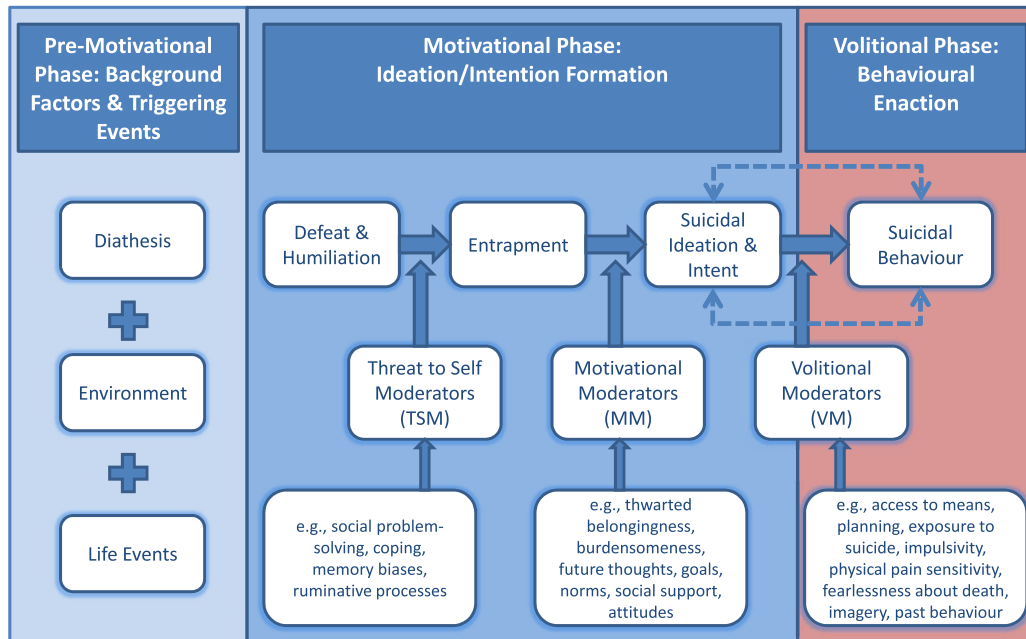 Pre-Motivational
Phase: Background
Factors & Triggering
Events
Motivational Phase:
Ideation/Intention Formation
Volitional Phase:
Behavioural
Enaction
Diathesis
Environment
Life Events
Defeat &
Humiliation
Entrapment
Suicidal
Ideation &
Intent
Suicidal
Behaviour
Threat to Self
Moderators
(TSM)
Motivational
Moderators
(MM)
Volitional
Moderators
(VM)
e.g., social problem-
solving, coping,
memory biases,
ruminative processes
e.g., thwarted
belongingness,
burdensomeness,
future thoughts, goals,
norms, social support,
attitudes
e.g., access to means,
planning, exposure to
suicide, impulsivity,
physical pain sensitivity,
fearlessness about death,
imagery, past behaviour